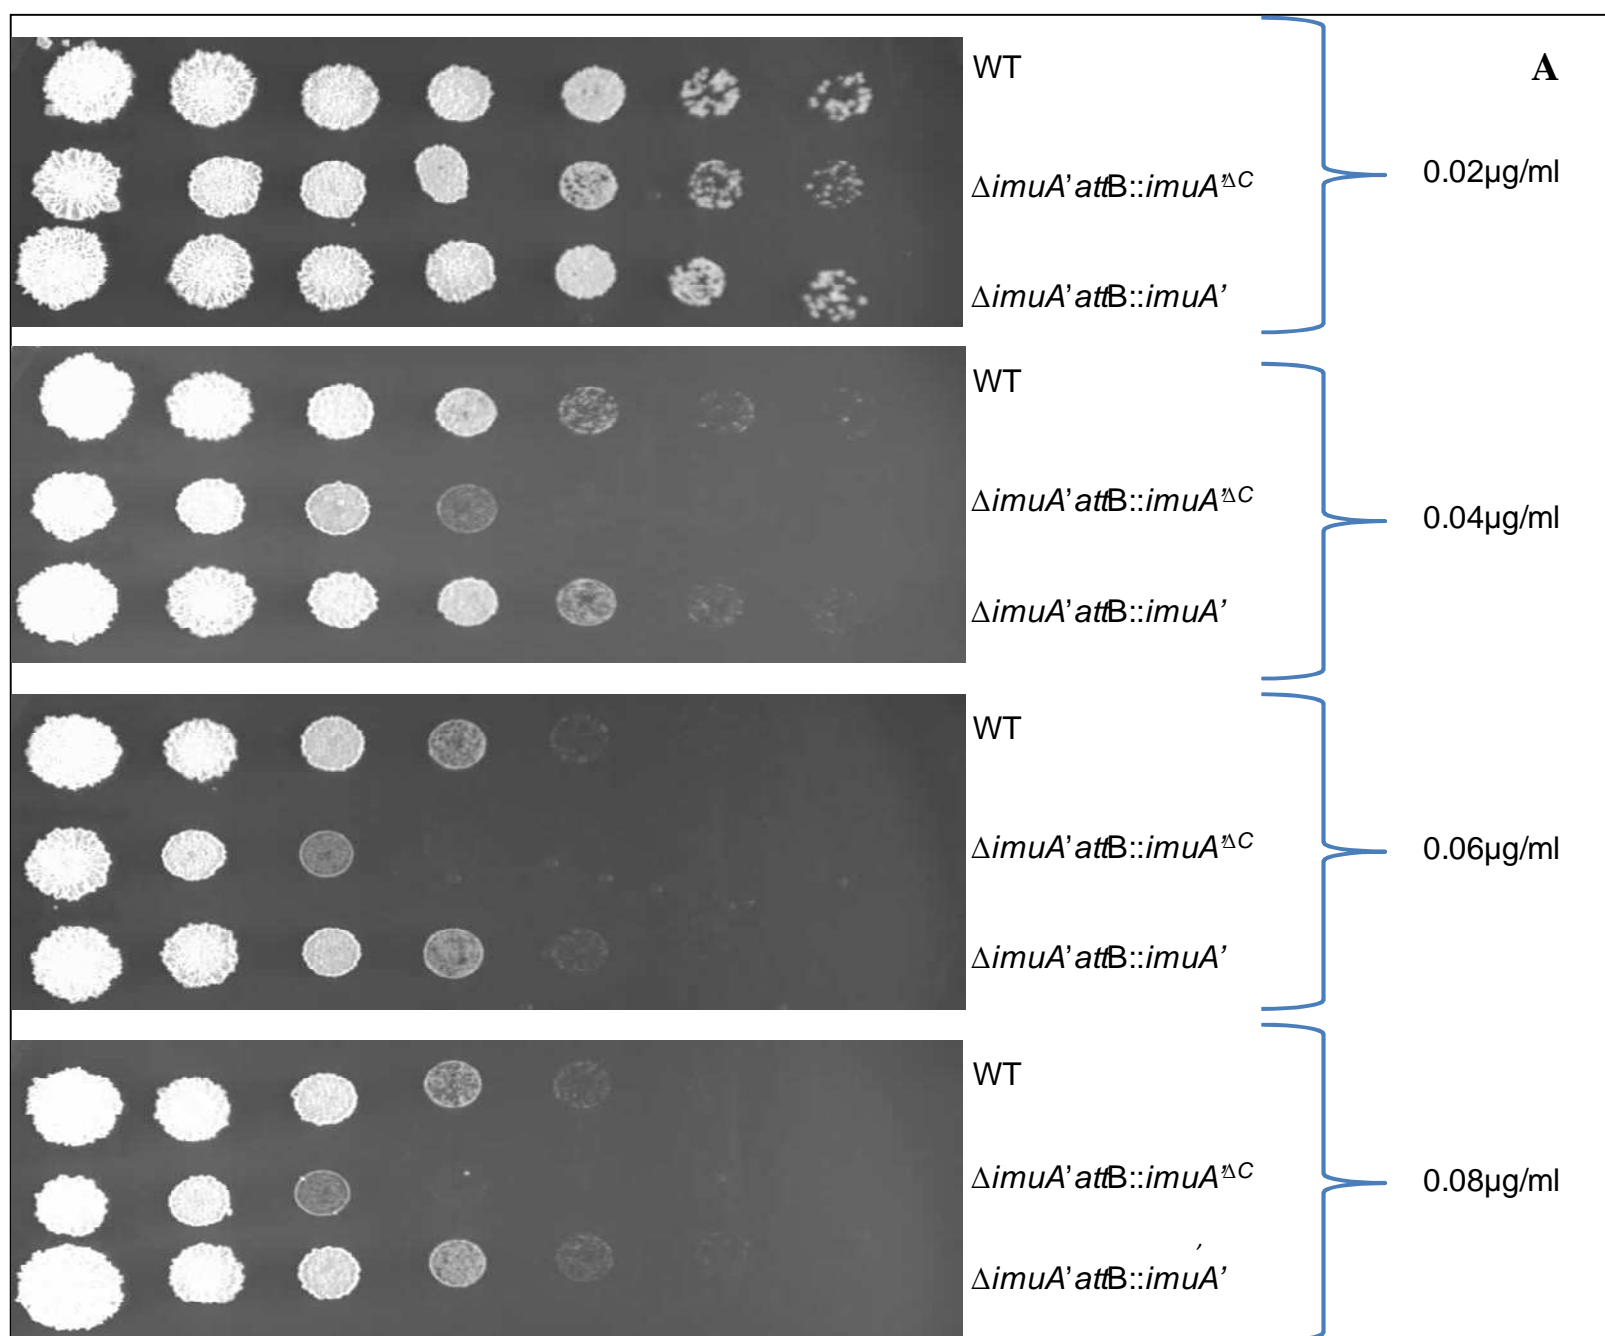 A
WT
ΔimuA’attB::imuA’ΔC
0.02µg/ml
ΔimuA’attB::imuA’
WT
ΔimuA’attB::imuA’ΔC
0.04µg/ml
ΔimuA’attB::imuA’
WT
ΔimuA’attB::imuA’ΔC
0.06µg/ml
ΔimuA’attB::imuA’
WT
ΔimuA’attB::imuA’ΔC
0.08µg/ml
ΔimuA’attB::imuA’